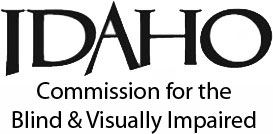 IDAHO
Commission for the
Blind & Visually Impaired